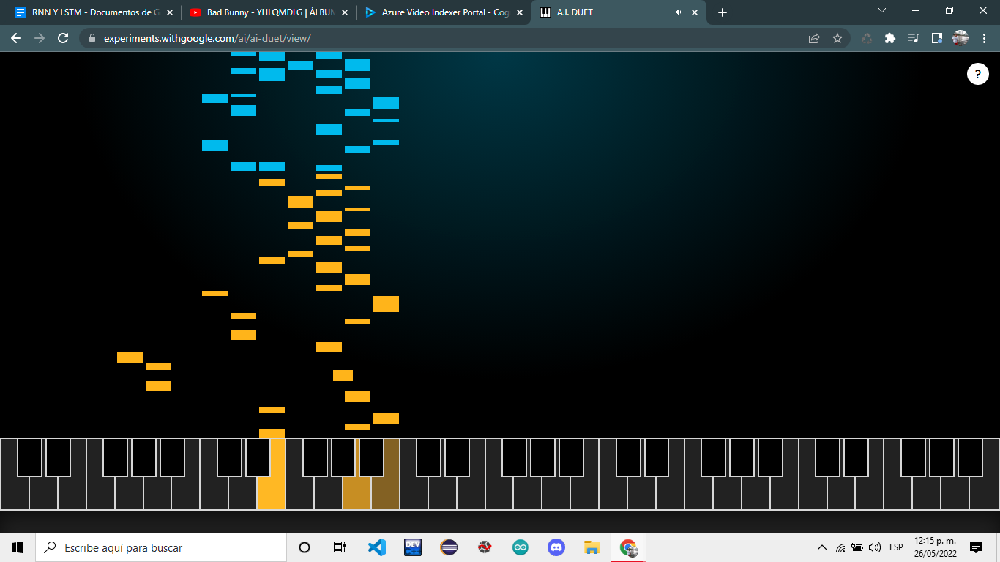 RNN Y LSTM - Documentos de G
Bad Bunny - YHLQMDLG | ÁLBUM
Azure Video Indexer Portal - Cog
A.I. DUET
experiments.withgoogle.com/ai/ai-duet/view/
?
DEV
Escribe aquí para buscar
ESP
12:15 p. m.
26/05/2022